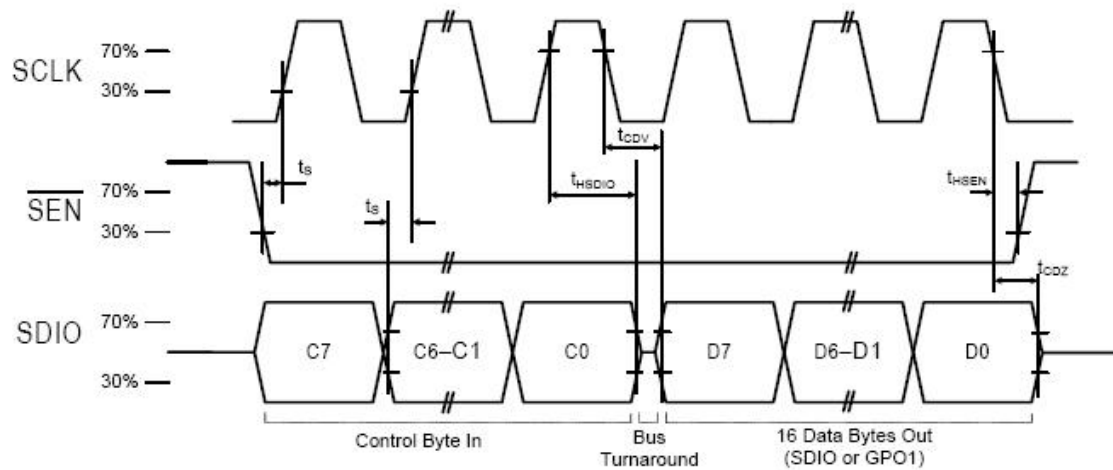 SCLK
70%
30%
tCDV
tS
tHSDIO
tHSEN
SEN
70%
30%
tS
tCDZ
SDIO
70%
30%
C7
C6–C1
C0
D7
D6–D1
D0
Control Byte In
Bus
Turnaround
16 Data Bytes Out
(SDIO or GPO1)